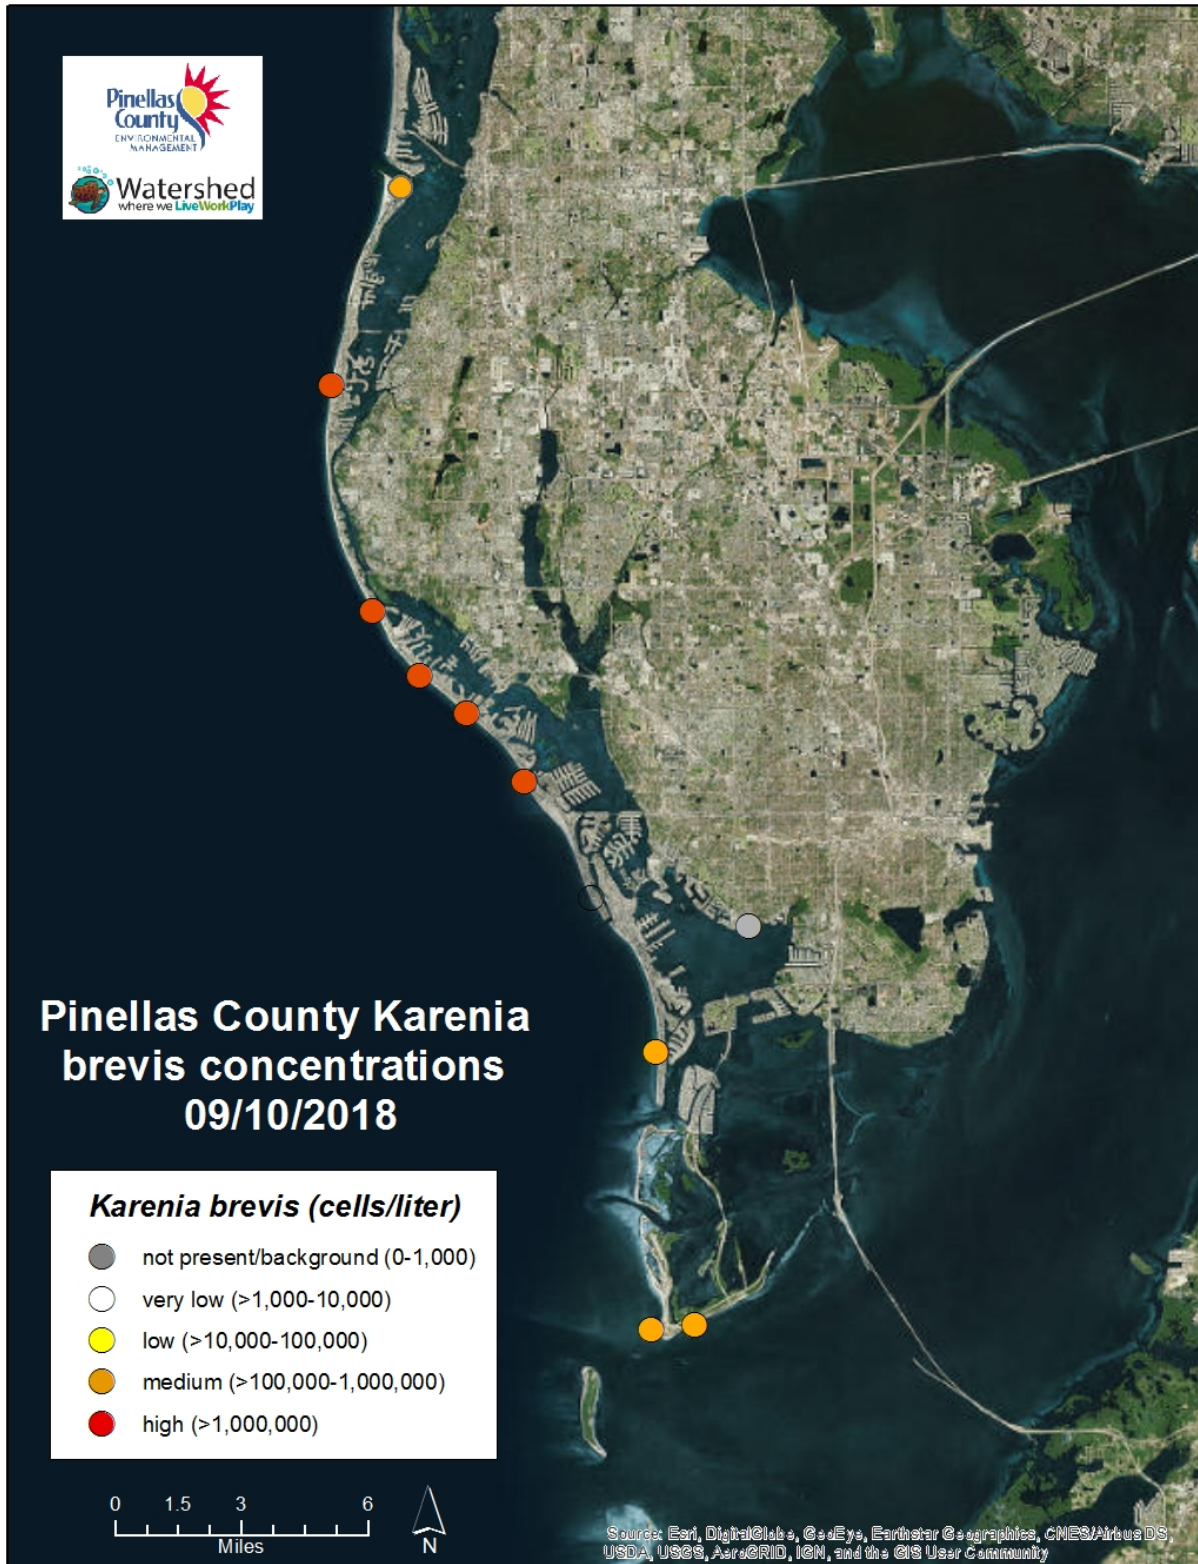 Pinellas
County
ENVIRONMENTAL
MANAGEMENT
Watershed
where we LiveWorkPlay
Pinellas County Karenia
brevis concentrations
09/10/2018
Karenia brevis (cells/liter)
not present/background (0-1,000)
very low (>1,000-10,000)
low (>10,000-100,000)
medium (>100,000-1,000,000)
high (>1,000,000)
0 1.5 3 6
Miles
N
Source: Esri, DigitalGlobe, GeoEye, Earthstar Geographics, CNES/Airbus DS,
USDA, USGS, AeroGRID, IGN, and the GIS User Community